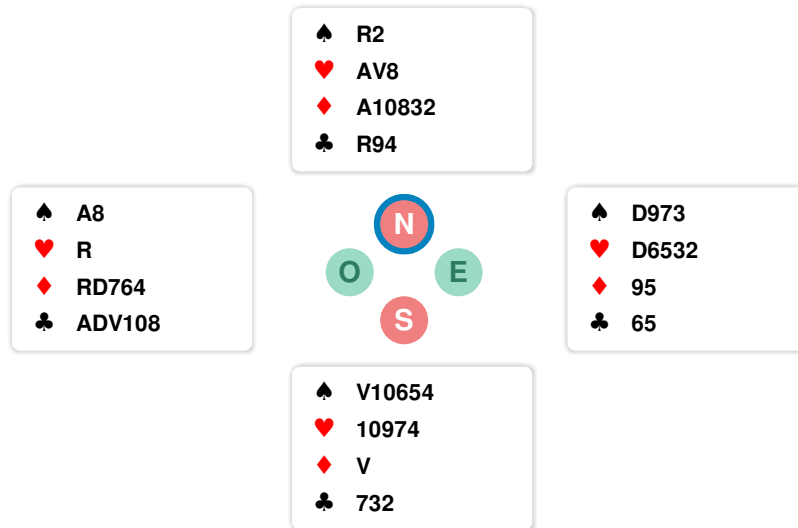 ♠ R2
♥ AV8
♦ A10832
♣ R94
♠ A8
♥ R
♦ RD764
♣ ADV108
N
O E
S
♠ D973
♥ D6532
♦ 95
♣ 65
♠ V10654
♥ 10974
♦ V
♣ 732